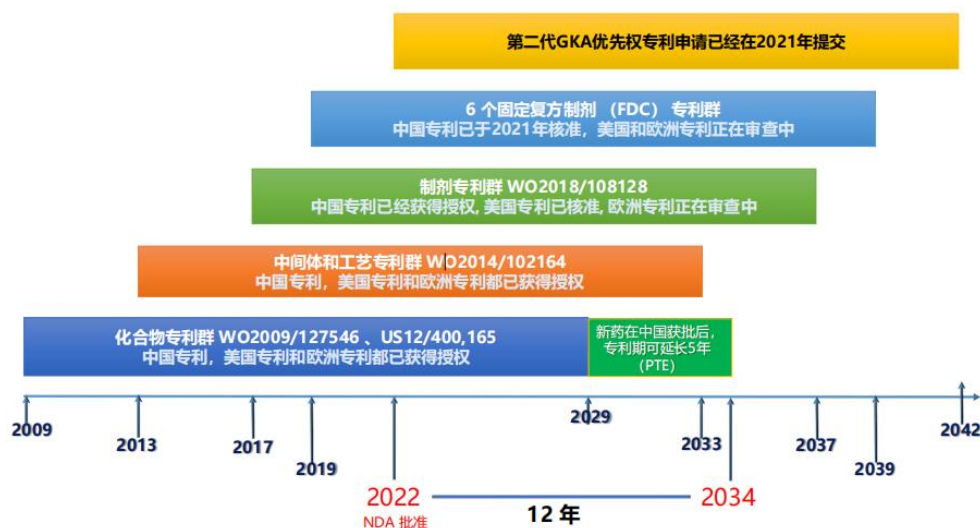 第二代GKA优先权专利申请已经在2021年提交
6 个固定复方制剂 （FDC） 专利群
中国专利已于2021年核准，美国和欧洲专利正在审查中
制剂专利群 WO2018/108128
中国专利已经获得授权, 美国专利已核准, 欧洲专利正在审查中
中间体和工艺专利群 WO2014/102164
中国专利，美国专利和欧洲专利都已获得授权
化合物专利群 WO2009/127546 、US12/400,165
中国专利，美国专利和欧洲专利都已获得授权
新药在中国获批后，
专利期可延长5年
（PTE）
2009
2013
2017
2019
2029
2033
2037
2039
2042
2022
NDA 批准
12 年
2034